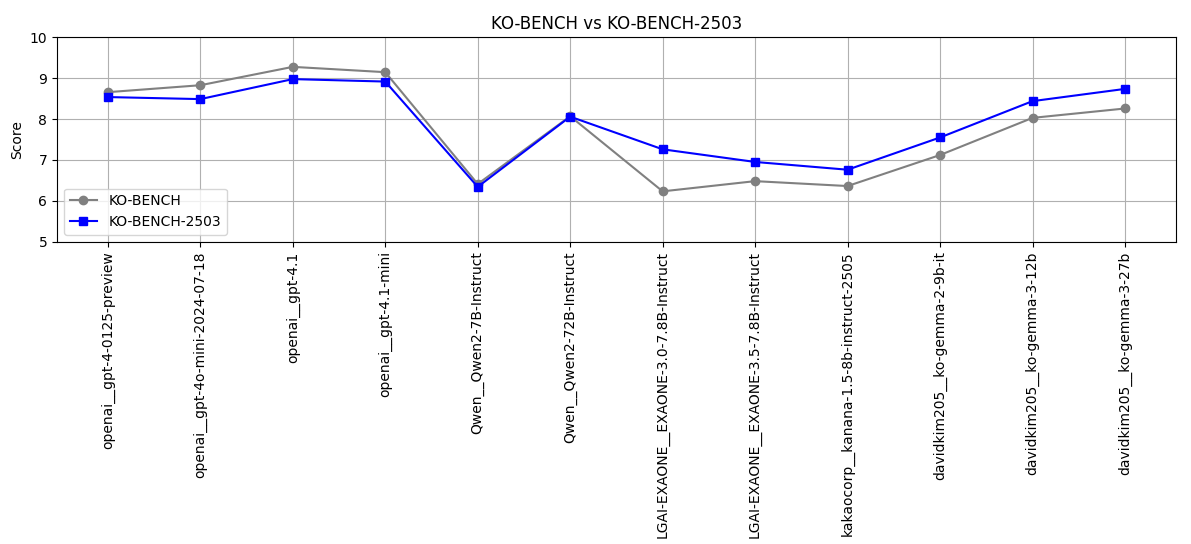 KO-BENCH vs KO-BENCH-2503
Score
10
9
8
7
6
5
KO-BENCH
KO-BENCH-2503
openai__gpt-4-0125-preview
openai__gpt-4o-mini-2024-07-18
openai__gpt-4.1
openai__gpt-4.1-mini
Qwen__Qwen2-7B-Instruct
Qwen__Qwen2-72B-Instruct
LGAI-EXAONE__EXAONE-3.0-7.8B-Instruct
LGAI-EXAONE__EXAONE-3.5-7.8B-Instruct
kakaocorp__kanana-1.5-8b-instruct-2505
davidkim205__ko-gemma-2-9b-it
davidkim205__ko-gemma-3-12b
davidkim205__ko-gemma-3-27b